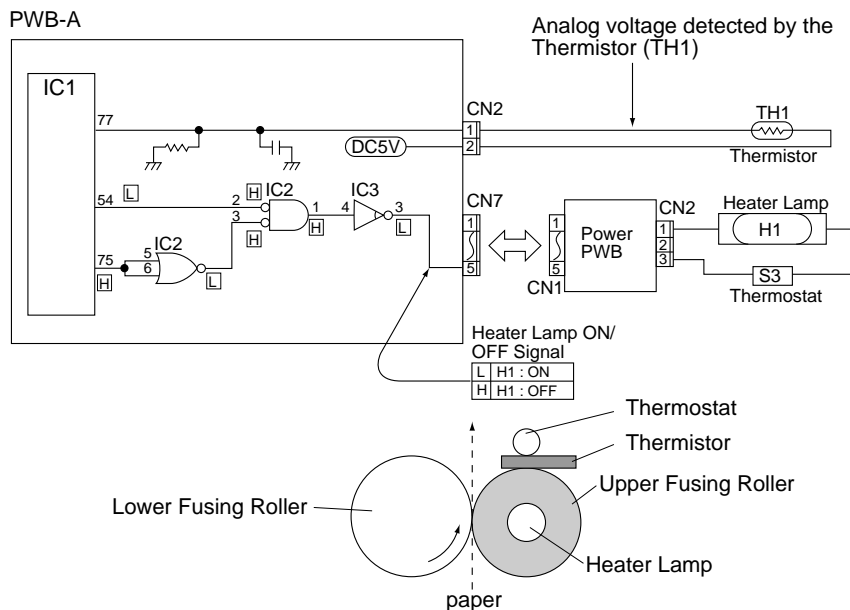 PWB-A
Analog voltage detected by the
Thermistor (TH1)
IC1
77
CN2
1
2
DC5V
TH1
Thermistor
54
L
2
H
IC2
1
H
IC3
4
3
L
3
H
CN7
1
5
1
5
CN1
Power
PWB
CN2
1
2
3
Heater Lamp
H1
S3
Thermostat
75
H
5
6
IC2
L
Heater Lamp ON/
OFF Signal
L H1 : ON
H H1 : OFF
Thermostat
Thermistor
Upper Fusing Roller
Lower Fusing Roller
Heater Lamp
paper